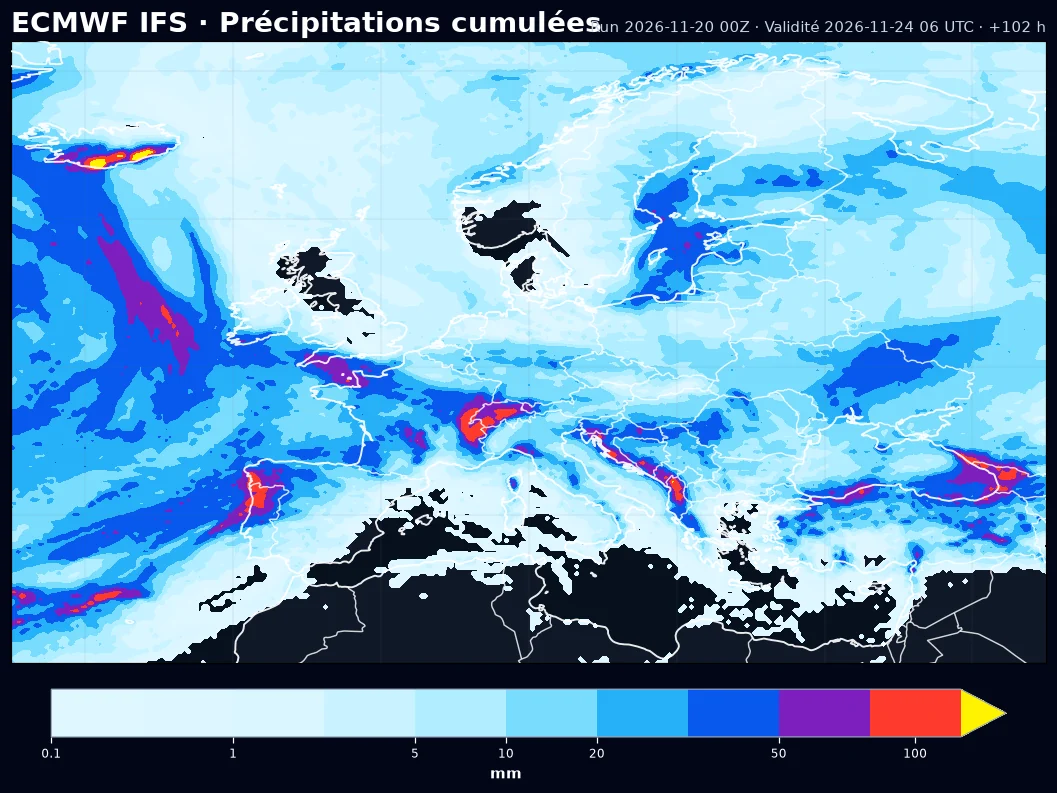 ECMWF IFS · Précipitations cumulées
Run 2026-11-20 00Z · Validité 2026-11-24 06 UTC · +102 h
0.1 1 5 10 20 50 100
mm